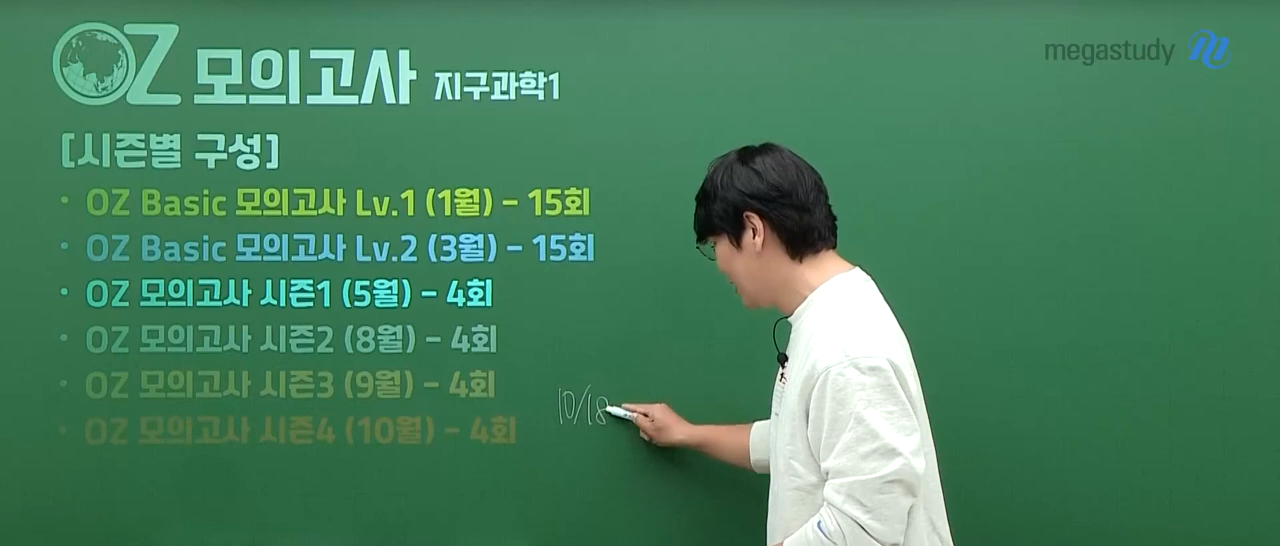 OZ 모의고사 지구과학1
megastudy
[시즌별 구성]
• OZ Basic 모의고사 Lv.1 (1월) – 15회
• OZ Basic 모의고사 Lv.2 (3월) – 15회
• OZ 모의고사 시즌1 (5월) – 4회
• OZ 모의고사 시즌2 (8월) – 4회
• OZ 모의고사 시즌3 (9월) – 4회
• OZ 모의고사 시즌4 (10월) – 4회
10/18